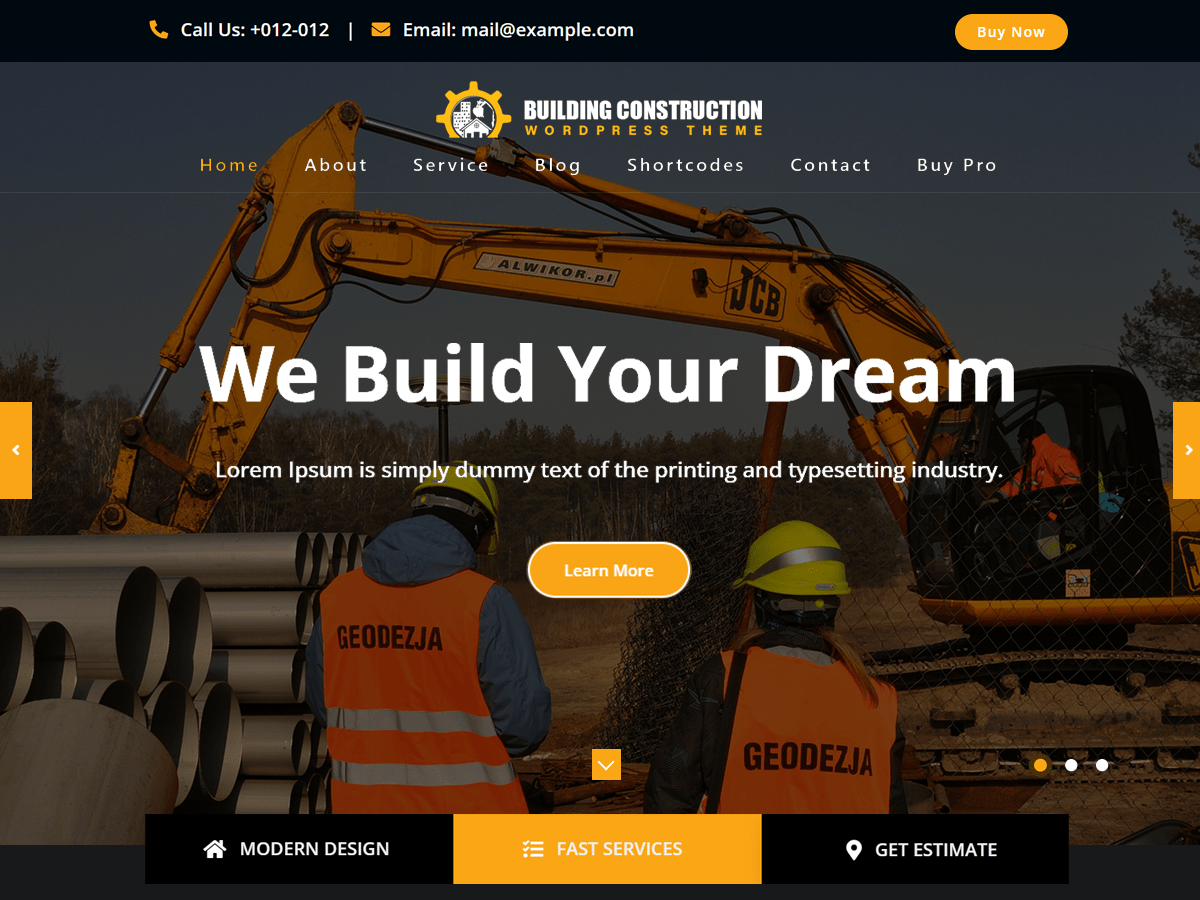 Call Us: +012-012 | Email: mail@example.com
Buy Now
BUILDING CONSTRUCTION
WORDPRESS THEME
Home About Service Blog Shortcodes Contact Buy Pro
ALWIKOR.pl
JCB
We Build Your Dream
Lorem Ipsum is simply dummy text of the printing and typesetting industry.
Learn More
GEODEZJA
GEODEZJA
MODERN DESIGN
FAST SERVICES
GET ESTIMATE